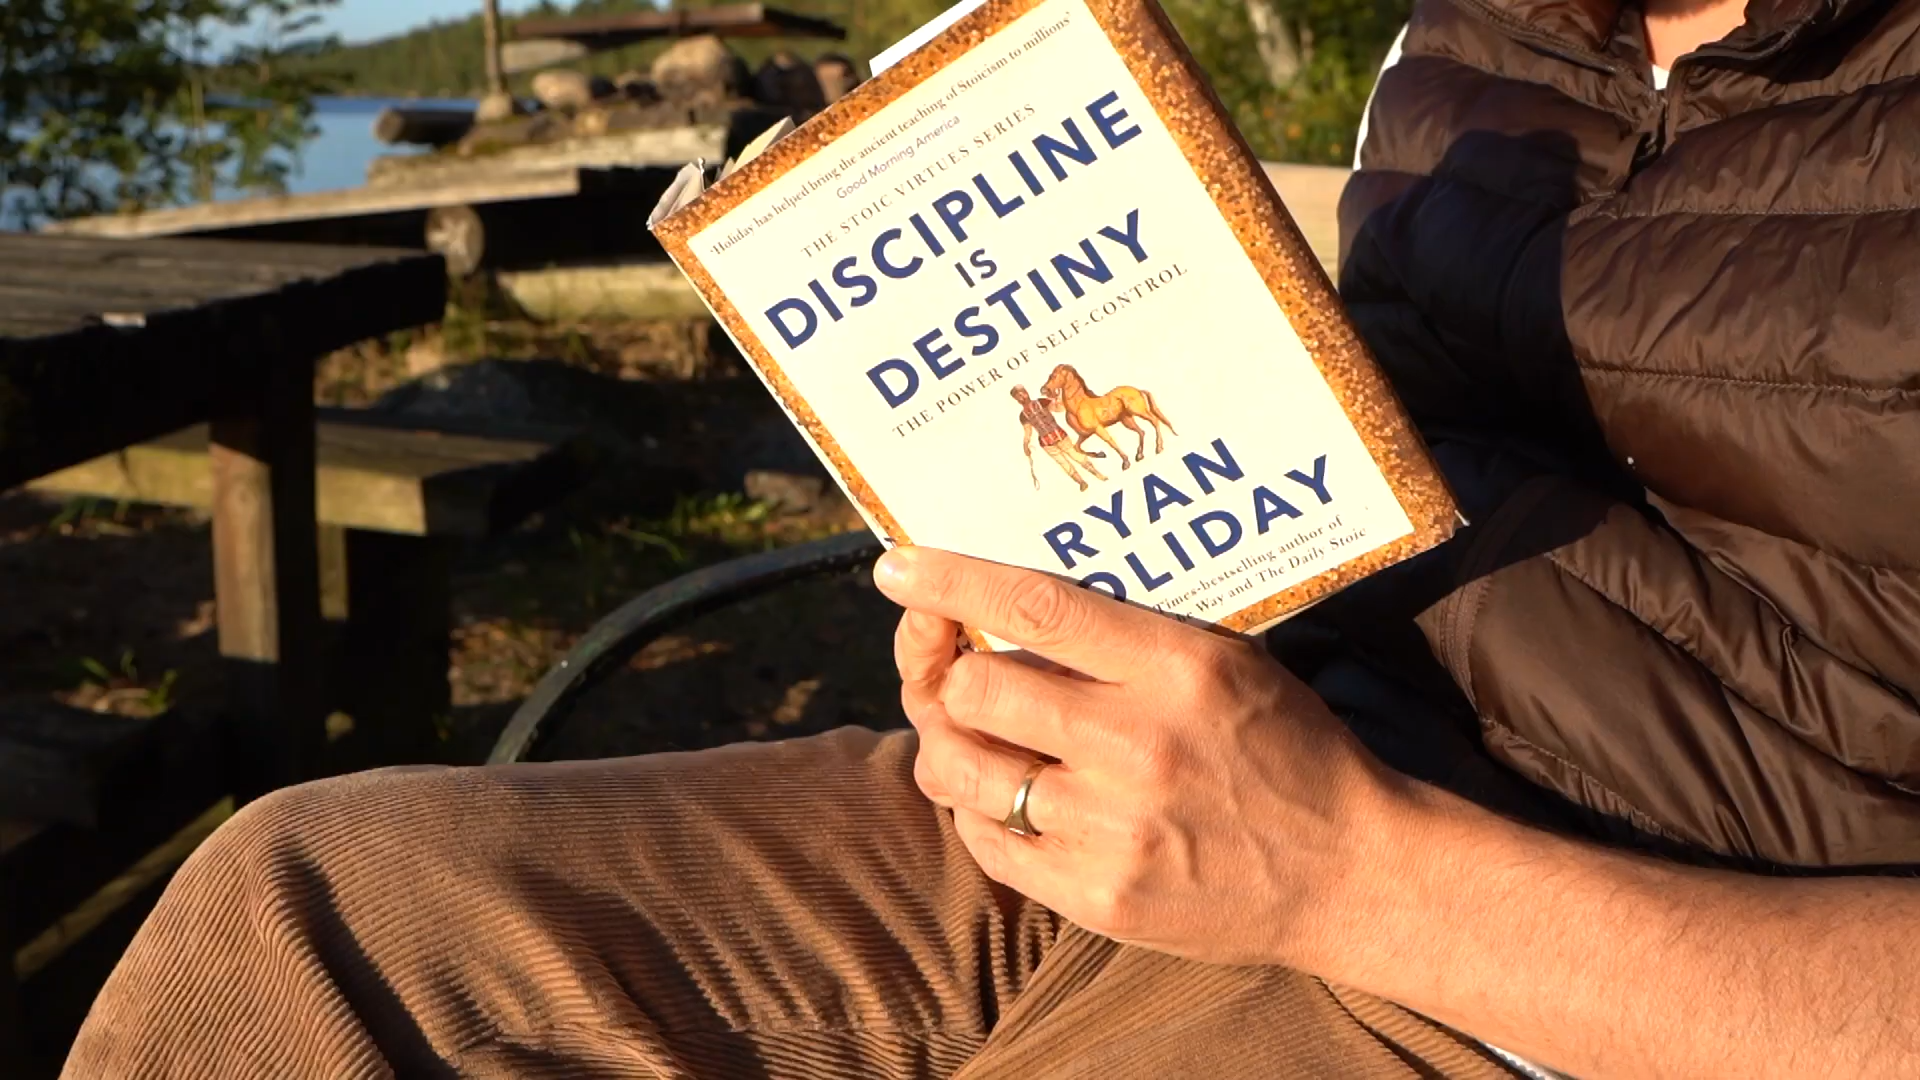 'Holiday has helped bring the ancient teaching of Stoicism to millions'
Good Morning America
THE STOIC VIRTUES SERIES
DISCIPLINE
IS
DESTINY
THE POWER OF SELF-CONTROL
RYAN
OLIDAY
Times-bestselling author of
Way and The Daily Stoic